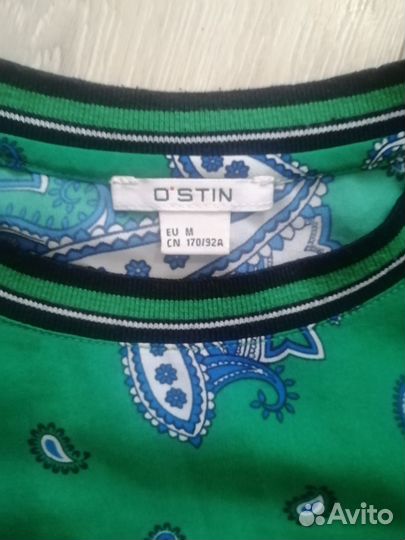 O'STIN
EU M
CN 170/92A
Avito